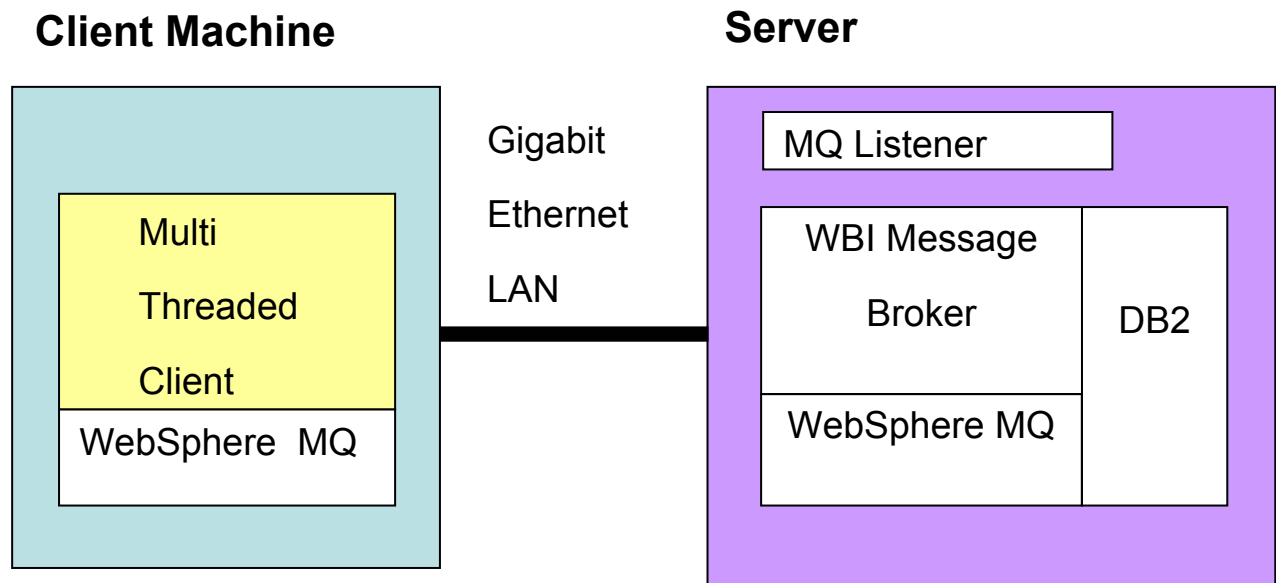 Client Machine
Server
Multi
Threaded
Client
WebSphere MQ
Gigabit
Ethernet
LAN
MQ Listener
WBI Message
Broker
WebSphere MQ
DB2